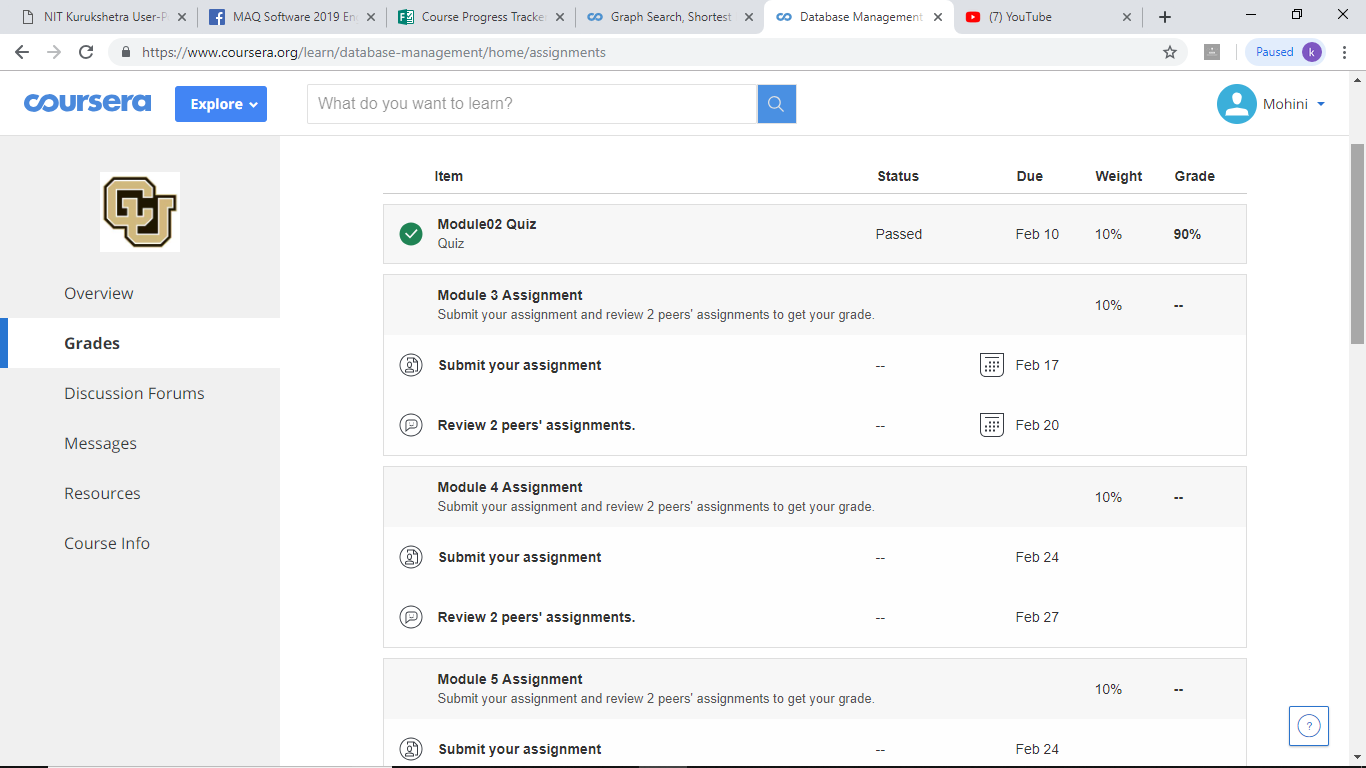 NIT Kurukshetra User-P
MAQ Software 2019 En
Course Progress Tracke
Graph Search, Shortest
Database Management
(7) YouTube
https://www.coursera.org/learn/database-management/home/assignments
Paused
k
coursera
Explore
What do you want to learn?
Mohini
CU
Overview
Grades
Discussion Forums
Messages
Resources
Course Info
Item Status Due Weight Grade
Module02 Quiz
Quiz
Passed Feb 10 10% 90%
Module 3 Assignment
Submit your assignment and review 2 peers' assignments to get your grade.
10% --
Submit your assignment -- Feb 17
Review 2 peers' assignments. -- Feb 20
Module 4 Assignment
Submit your assignment and review 2 peers' assignments to get your grade.
10% --
Submit your assignment -- Feb 24
Review 2 peers' assignments. -- Feb 27
Module 5 Assignment
Submit your assignment and review 2 peers' assignments to get your grade.
10% --
Submit your assignment -- Feb 24
?